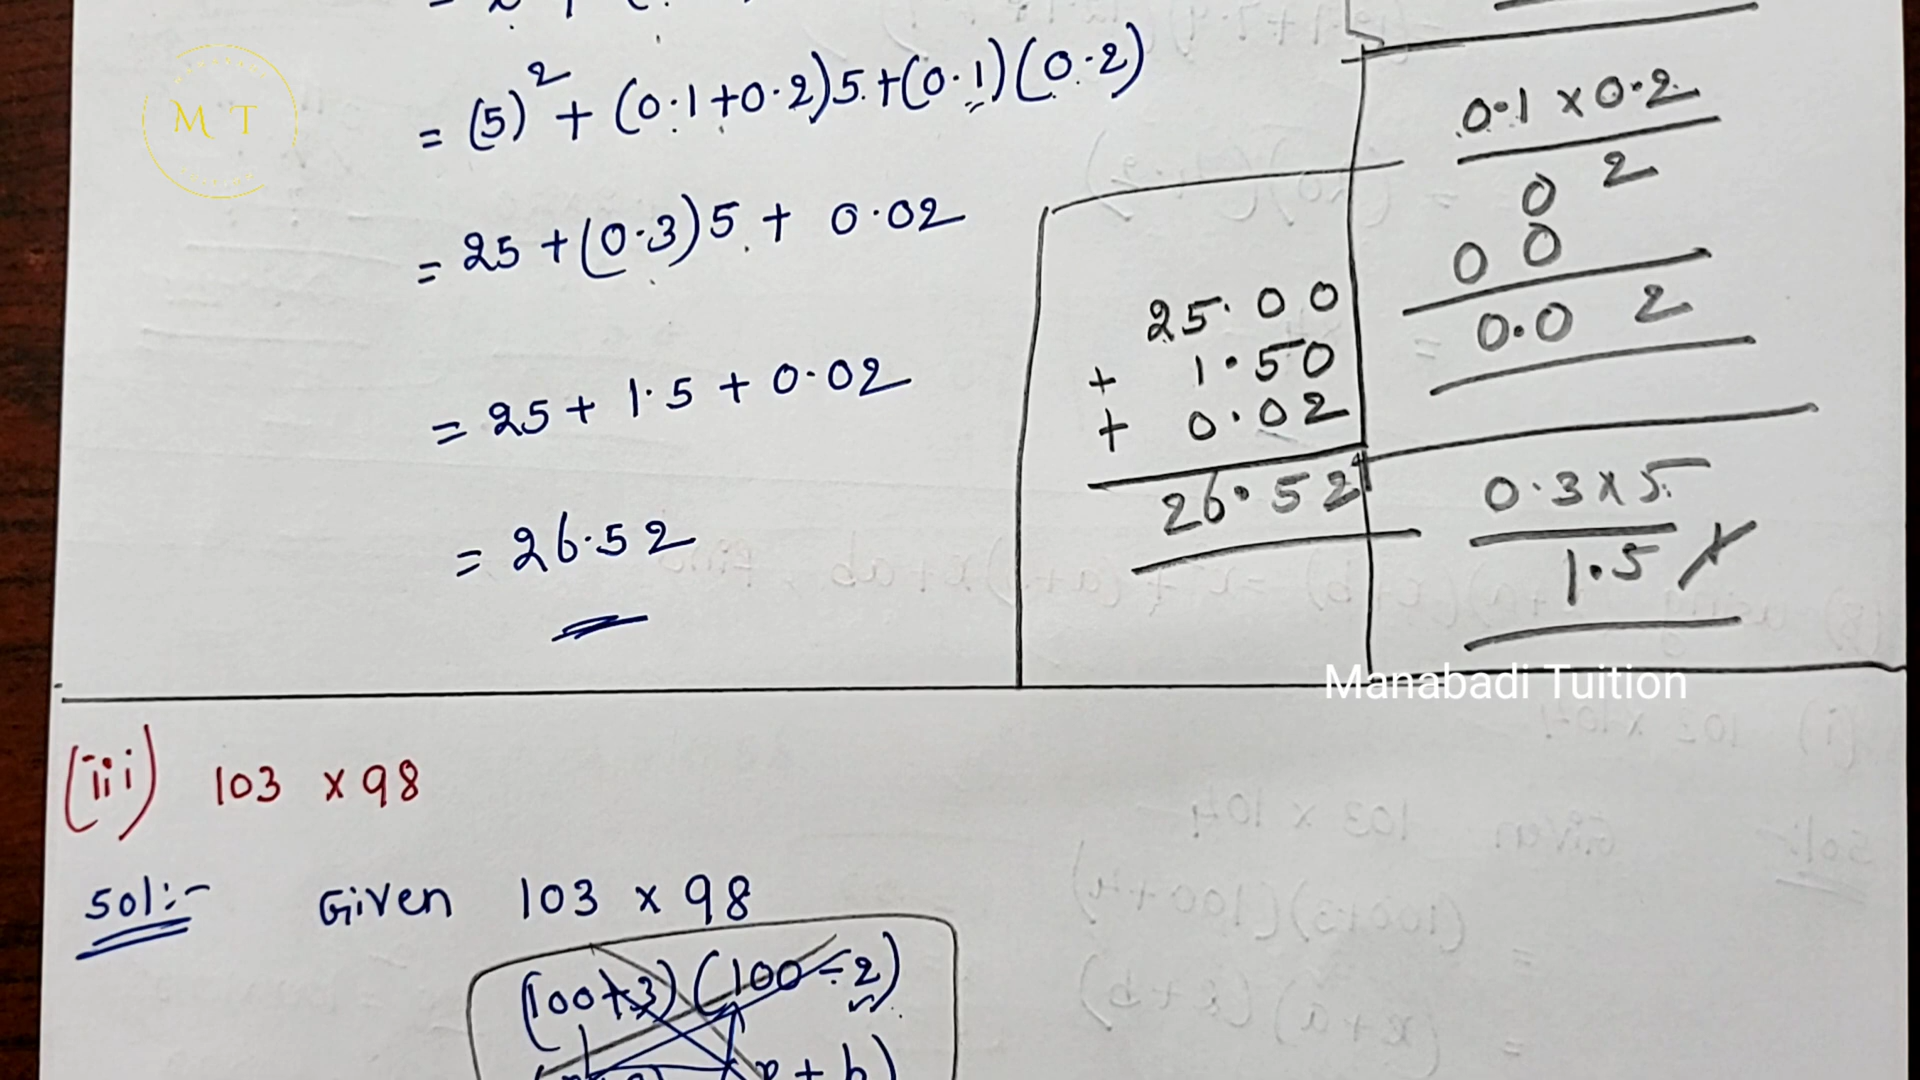 M T
= (5)² + (0.1+0.2)5+(0.1)(0.2)
= 25 +(0.3)5 + 0.02
= 25 + 1.5 + 0.02
= 26.52
25.00
+ 1.50
+ 0.02
26.52
0.1 x 0.2
0 2
0 0
= 0.0 2
0.3 x 5
1.5
Manabadi Tuition
(iii) 103 x 98
Sol:- Given 103 x 98
(100+3) (100-2)